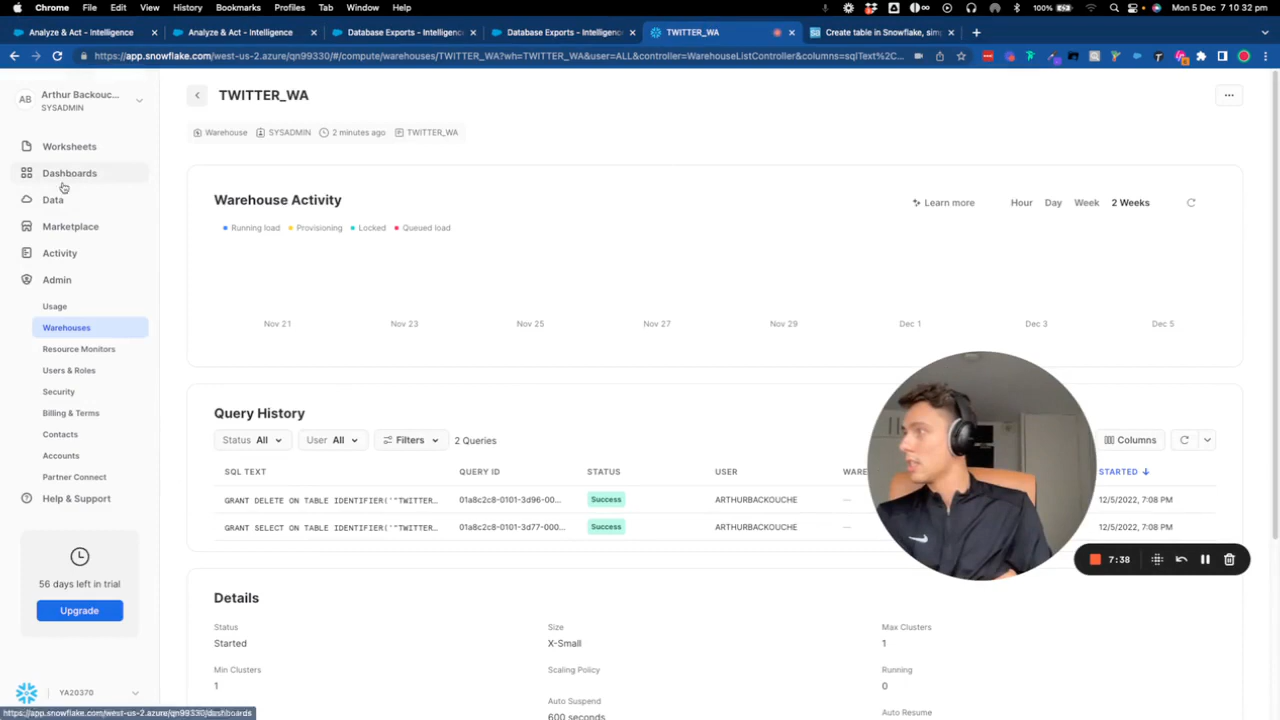 Chrome File Edit View History Bookmarks Profiles Tab Window Help 100% Mon 5 Dec 7:10:32 pm
Analyze & Act - Intelligence Analyze & Act - Intelligence Database Exports - Intelligenc Database Exports - Intelligenc TWITTER_WA Create table in Snowflake, sim
https://app.snowflake.com/west-us-2.azure/qn99330/#/compute/warehouses/TWITTER_WA?wh=TWITTER_WA&user=ALL&controller=WarehouseListController&columns=sqlText%2C...
AB Arthur Backouc...
SYSADMIN
TWITTER_WA
Warehouse SYSADMIN 2 minutes ago TWITTER_WA
Worksheets
Dashboards
Data
Marketplace
Activity
Admin
Usage
Warehouses
Resource Monitors
Users & Roles
Security
Billing & Terms
Contacts
Accounts
Partner Connect
Help & Support
56 days left in trial
Upgrade
YA20370
https://app.snowflake.com/west-us-2.azure/qn99330/dashboards
Warehouse Activity
Learn more Hour Day Week 2 Weeks
Running load Provisioning Locked Queued load
Nov 21 Nov 23 Nov 25 Nov 27 Nov 29 Dec 1 Dec 3 Dec 5
Query History
Status All User All Filters 2 Queries Columns
SQL TEXT QUERY ID STATUS USER WARE STARTED
GRANT DELETE ON TABLE IDENTIFIER('"TWITTER... 01a8c2c8-0101-3d96-00... Success ARTHURBACKOUCHE — 12/5/2022, 7:08 PM
GRANT SELECT ON TABLE IDENTIFIER('"TWITTER... 01a8c2c8-0101-3d77-000... Success ARTHURBACKOUCHE — 12/5/2022, 7:08 PM
7:38
Details
Status Size Max Clusters
Started X-Small 1
Min Clusters Scaling Policy Running
1 0
Auto Suspend Auto Resume
600 seconds